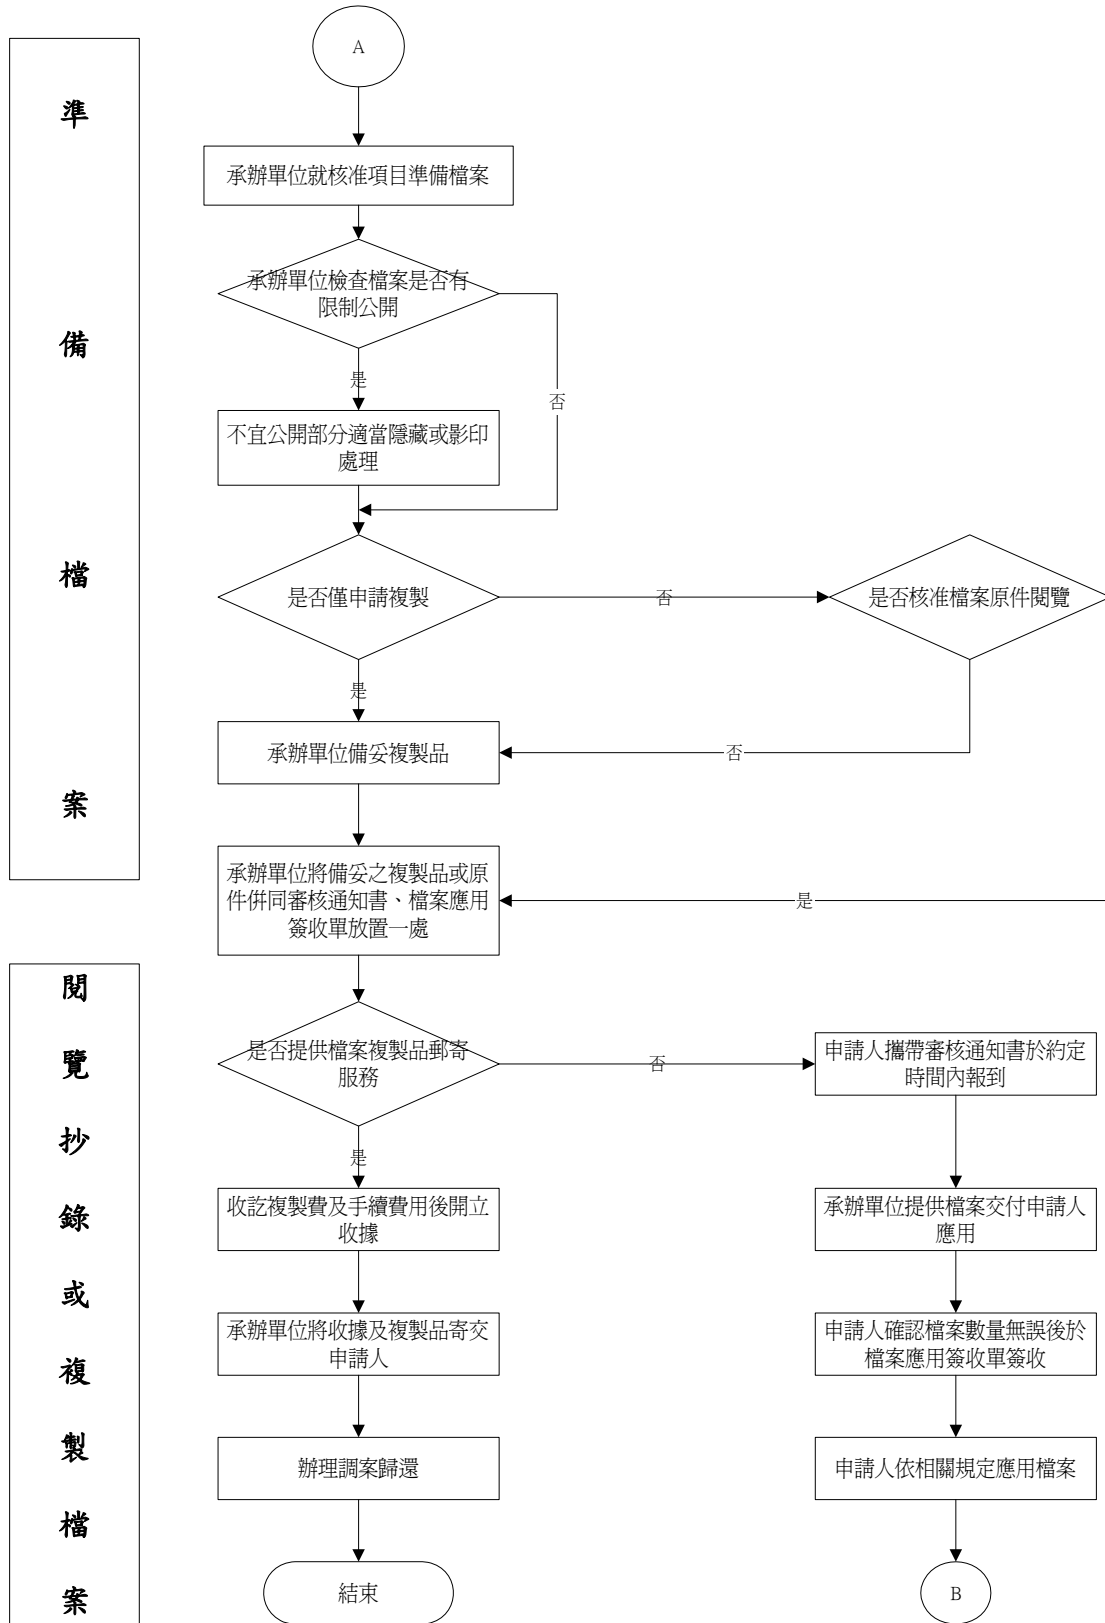 準
備
檔
案
A
承辦單位就核准項目準備檔案
承辦單位檢查檔案是否有
限制公開
是
否
不宜公開部分適當隱藏或影印
處理
是否僅申請複製
否
是否核准檔案原件閱覽
是
承辦單位備妥複製品
否
承辦單位將備妥之複製品或原
件併同審核通知書、檔案應用
簽收單放置一處
是
閱
覽
抄
錄
或
複
製
檔
案
是否提供檔案複製品郵寄
服務
否
申請人攜帶審核通知書於約定
時間內報到
是
收訖複製費及手續費用後開立
收據
承辦單位提供檔案交付申請人
應用
承辦單位將收據及複製品寄交
申請人
申請人確認檔案數量無誤後於
檔案應用簽收單簽收
辦理調案歸還
申請人依相關規定應用檔案
結束
B